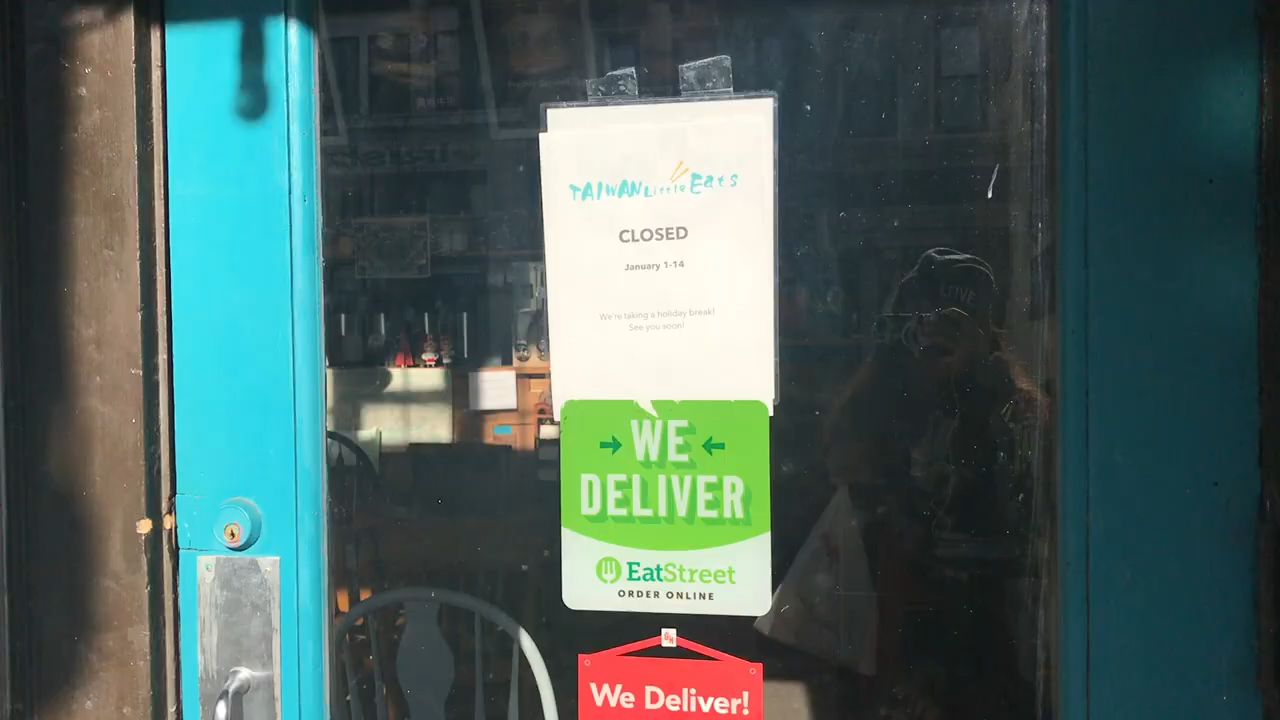 TAIWAN Little Eats
CLOSED
January 1-14
We're taking a holiday break!
See you soon!
WE
DELIVER
EatStreet
ORDER ONLINE
We Deliver!
LOVE